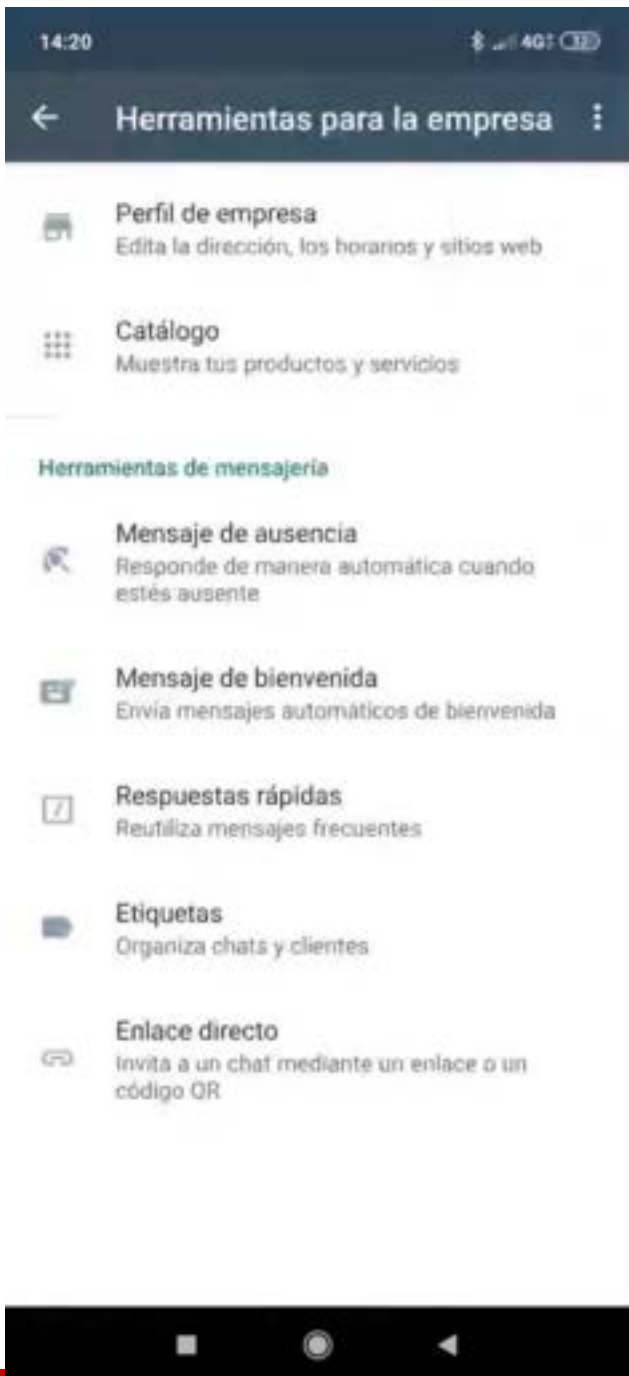 14:20
4G 32
Herramientas para la empresa
Perfil de empresa
Edita la dirección, los horarios y sitios web
Catálogo
Muestra tus productos y servicios
Herramientas de mensajería
Mensaje de ausencia
Responde de manera automática cuando
estés ausente
Mensaje de bienvenida
Envía mensajes automáticos de bienvenida
Respuestas rápidas
Reutiliza mensajes frecuentes
Etiquetas
Organiza chats y clientes
Enlace directo
Invita a un chat mediante un enlace o un
código QR